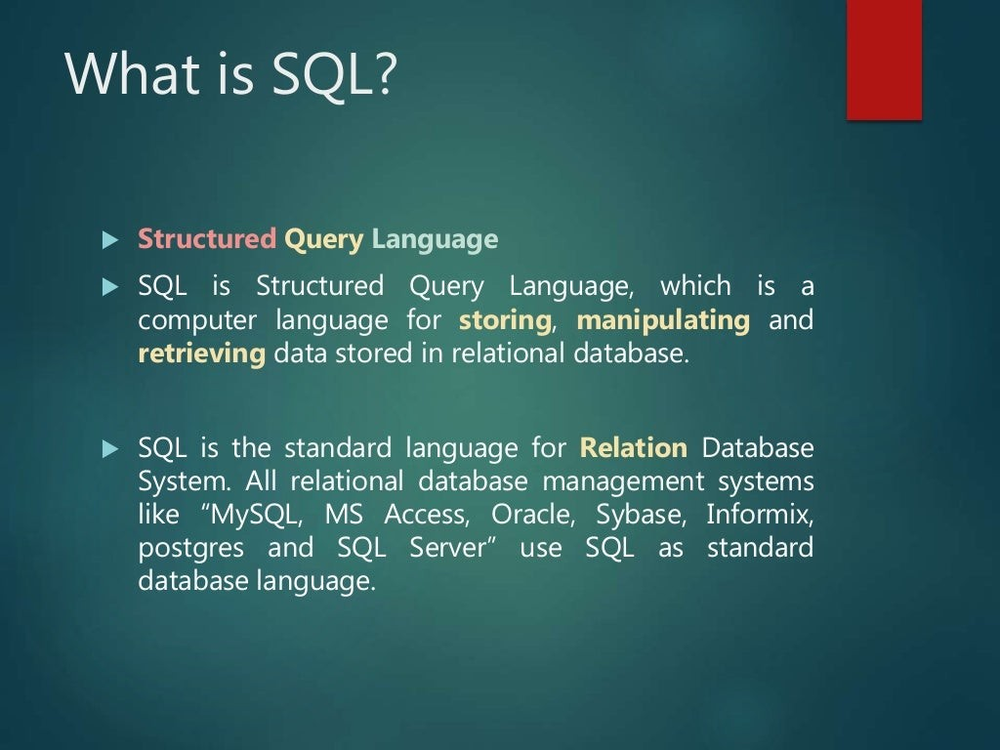 What is SQL?
Structured Query Language
SQL is Structured Query Language, which is a
computer language for storing, manipulating and
retrieving data stored in relational database.
SQL is the standard language for Relation Database
System. All relational database management systems
like “MySQL, MS Access, Oracle, Sybase, Informix,
postgres and SQL Server” use SQL as standard
database language.